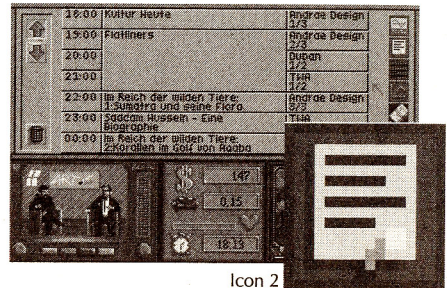 18:00 Kultur Heute Andrae Design
1/3
19:00 Flatliners Andrae Design
2/3
20:00 Dupan
1/2
21:00 TWA
1/2
22:00 Im Reich der wilden Tiere: Andrae Design
1:Sumatra und seine Flora. 3/3
23:00 Saddam Hussein - Eine TWA
Biographie
00:00 Im Reich der wilden Tiere:
2:Korallen im Golf von Aqaba
147
0.15
18:13
Icon 2